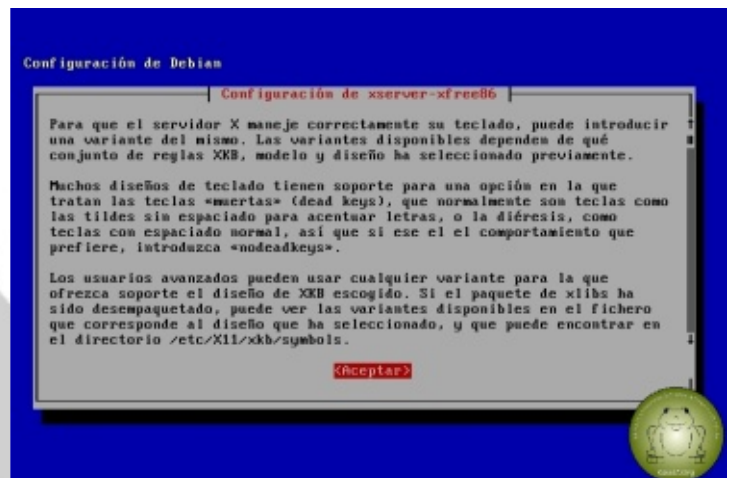 Configuración de Debian
Configuración de xserver-xfree86
Para que el servidor X maneje correctamente su teclado, puede introducir
una variante del mismo. Las variantes disponibles dependen de qué
conjunto de reglas XKB, modelo y diseño ha seleccionado previamente.
Muchos diseños de teclado tienen soporte para una opción en la que
tratan las teclas «muertas» (dead keys), que normalmente son teclas como
las tildes sin espaciado para acentuar letras, o la diéresis, como
teclas con espaciado normal, así que si ese el el comportamiento que
prefiere, introduzca «nodeadkeys».
Los usuarios avanzados pueden usar cualquier variante para la que
ofrezca soporte el diseño de XKB escogido. Si el paquete de xlibs ha
sido desempaquetado, puede ver las variantes disponibles en el fichero
que corresponde al diseño que ha seleccionado, y que puede encontrar en
el directorio /etc/X11/xkb/symbols.
<Aceptar>